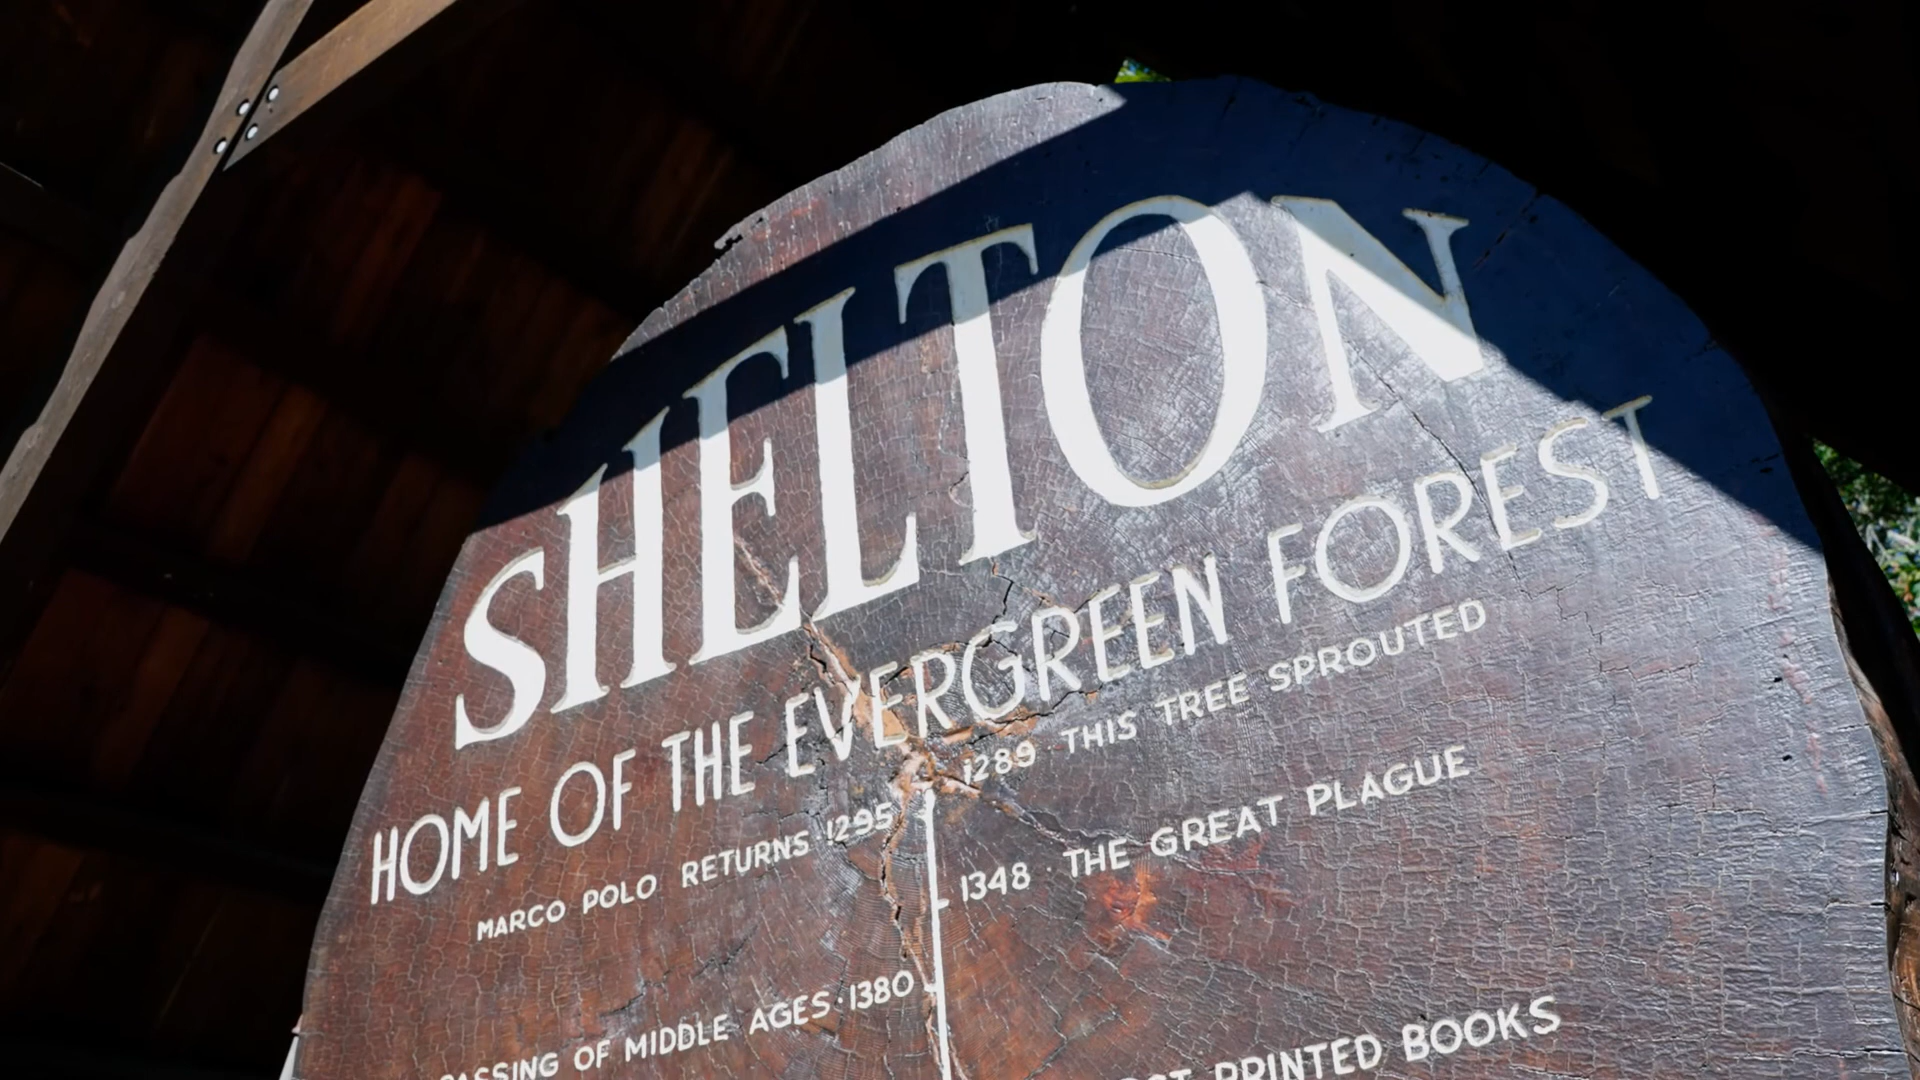 SHELTON
HOME OF THE EVERGREEN FOREST
1289 · THIS TREE SPROUTED
MARCO POLO RETURNS 1295
1348 · THE GREAT PLAGUE
PASSING OF MIDDLE AGES · 1380
PRINTED BOOKS